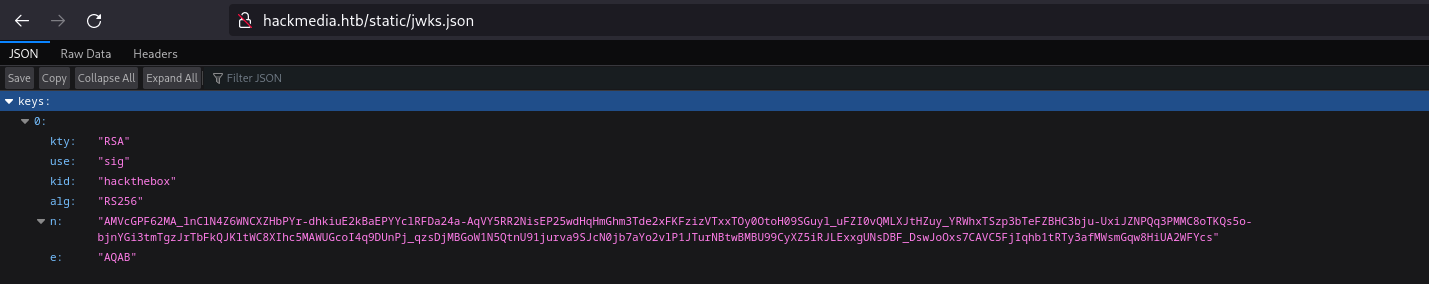 hackmedia.htb/static/jwks.json
JSON Raw Data Headers
Save Copy Collapse All Expand All Filter JSON
keys:
0:
kty: "RSA"
use: "sig"
kid: "hackthebox"
alg: "RS256"
n: "AMVcGPF62MA_lnClN4Z6WNCXZHbPYr-dhkiuE2kBaEPYYclRFDa24a-AqVY5RR2NisEP25wdHqHmGhm3Tde2xFKFzizVTxxTOy0OtoH09SGuyl_uFZI0vQMLXJtHZuy_YRWhxTSzp3bTeFZBHC3bju-UxiJZNPQq3PMMC8oTKQs5o-
bjnYGi3tmTgzJrTbFkQJKltWC8XIhc5MAWUGcoI4q9DUnPj_qzsDjMBGoW1N5QtnU91jurva9SJcN0jb7aYo2vlP1JTurNBtwBMBU99CyXZ5iRJLExxgUNsDBF_DswJoOxs7CAVC5FjIqhb1tRTy3afMWsmGqw8HiUA2WFYcs"
e: "AQAB"